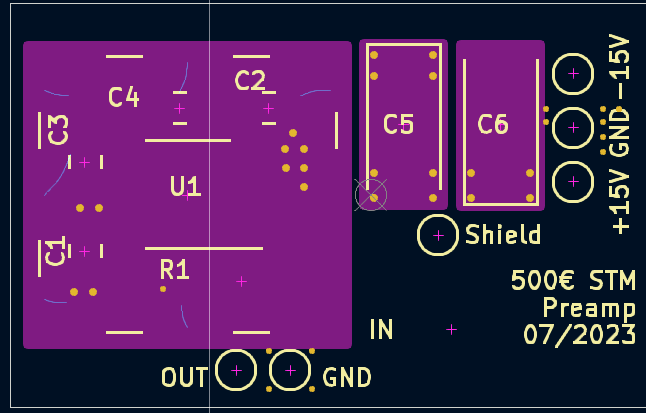 C4
C2
C3
C5
C6
-15V
GND
+15V
U1
C1
R1
Shield
500€ STM
Preamp
07/2023
IN
OUT
GND